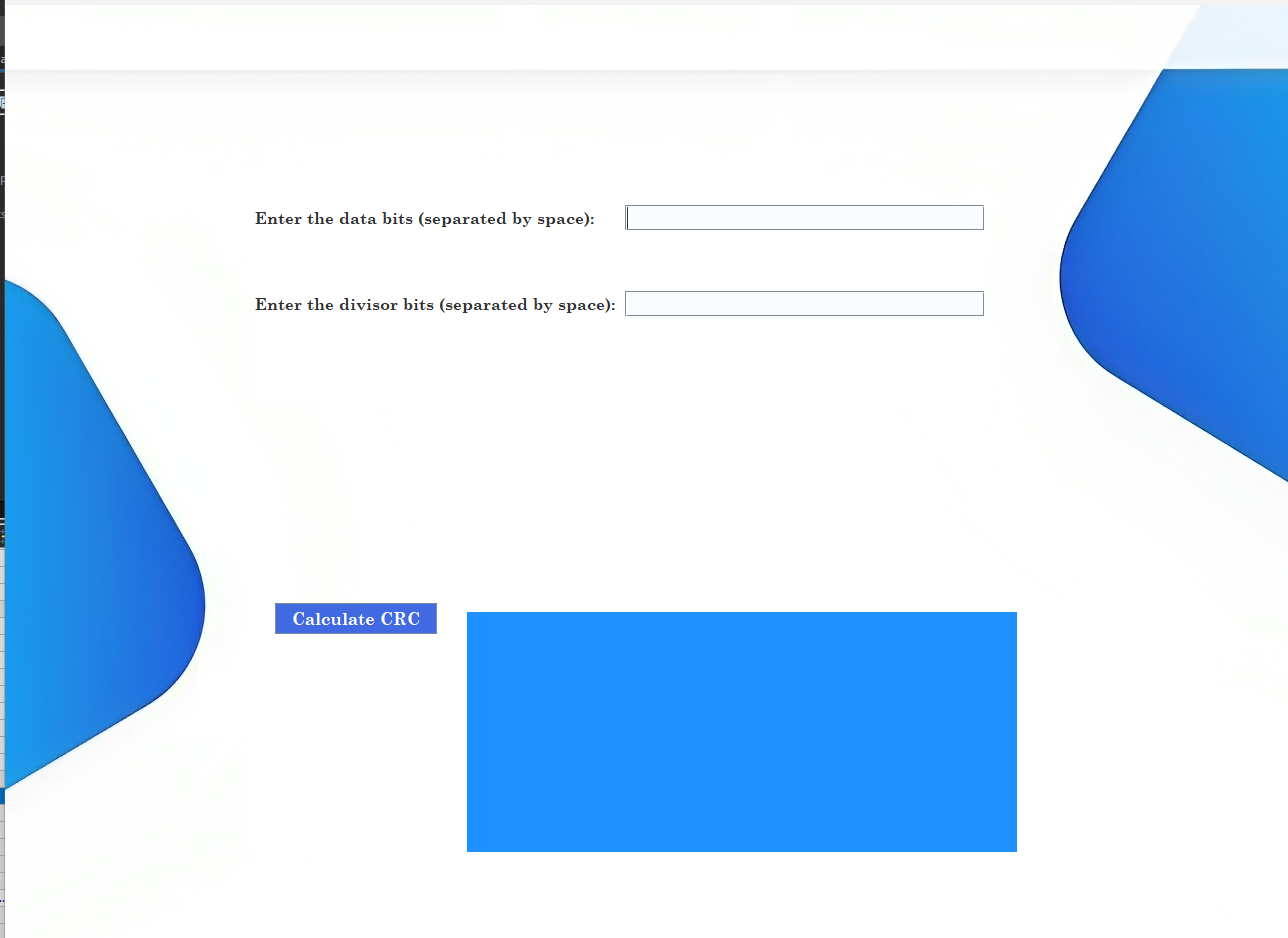 Enter the data bits (separated by space):
Enter the divisor bits (separated by space):
Calculate CRC